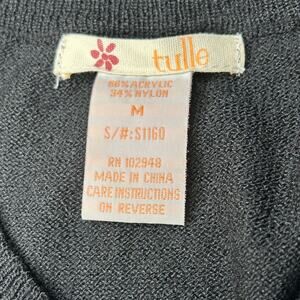 tulle
66% ACRYLIC
34% NYLON
M
S/#:S1160
RN 102948
MADE IN CHINA
CARE INSTRUCTIONS
ON REVERSE